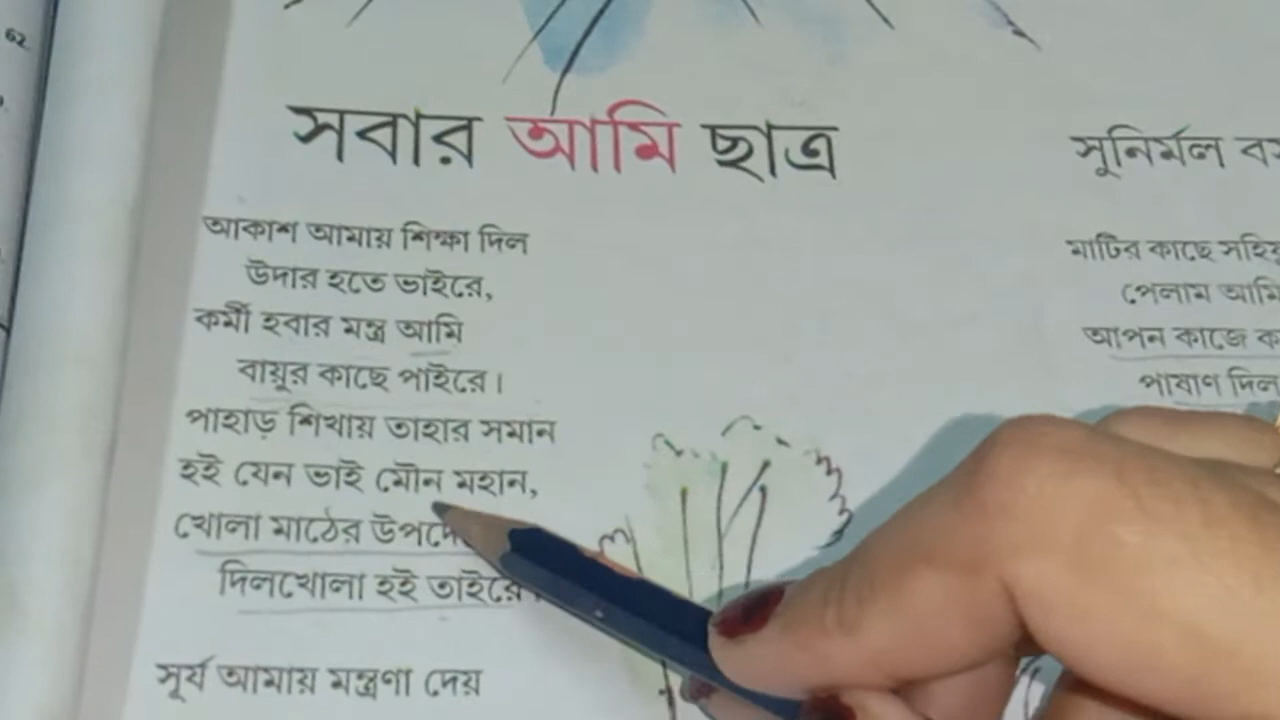 62
সবার আমি ছাত্র
সুনির্মল
আকাশ আমায় শিক্ষা দিল
উদার হতে ভাইরে,
কর্মী হবার মন্ত্র আমি
বায়ুর কাছে পাইরে।
পাহাড় শিখায় তাহার সমান
হই যেন ভাই মৌন মহান,
খোলা মাঠের
দিলখোলা হই তাইরে
সূর্য আমায় মন্ত্রণা দেয়
মাটির কাছে
পেলাম আমি
আপন কাজে
পাষাণ দিল